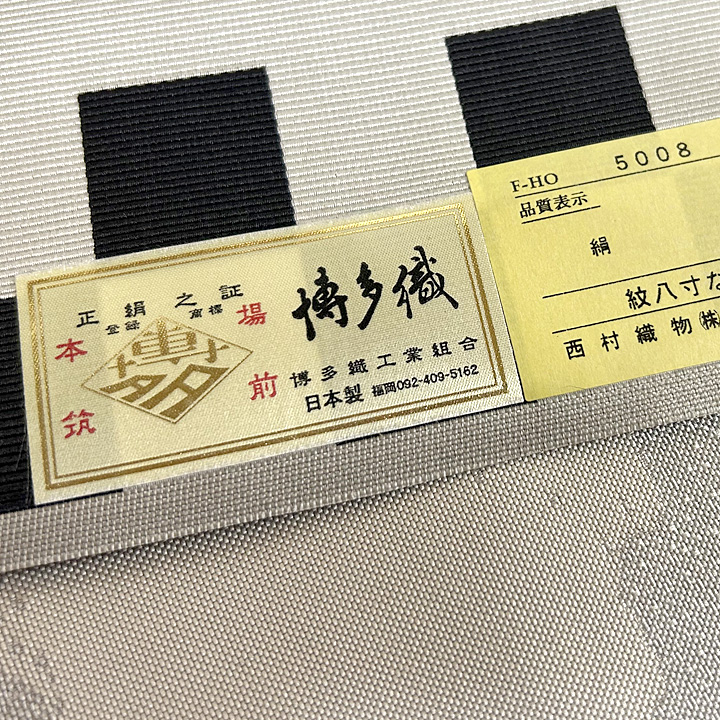 正絹之証
登録商標
本場
筑前
博多
博多織
博多織工業組合
日本製 福岡092-409-5162
F-HO 5008
品質表示
絹
紋八寸な
西村織物㈱